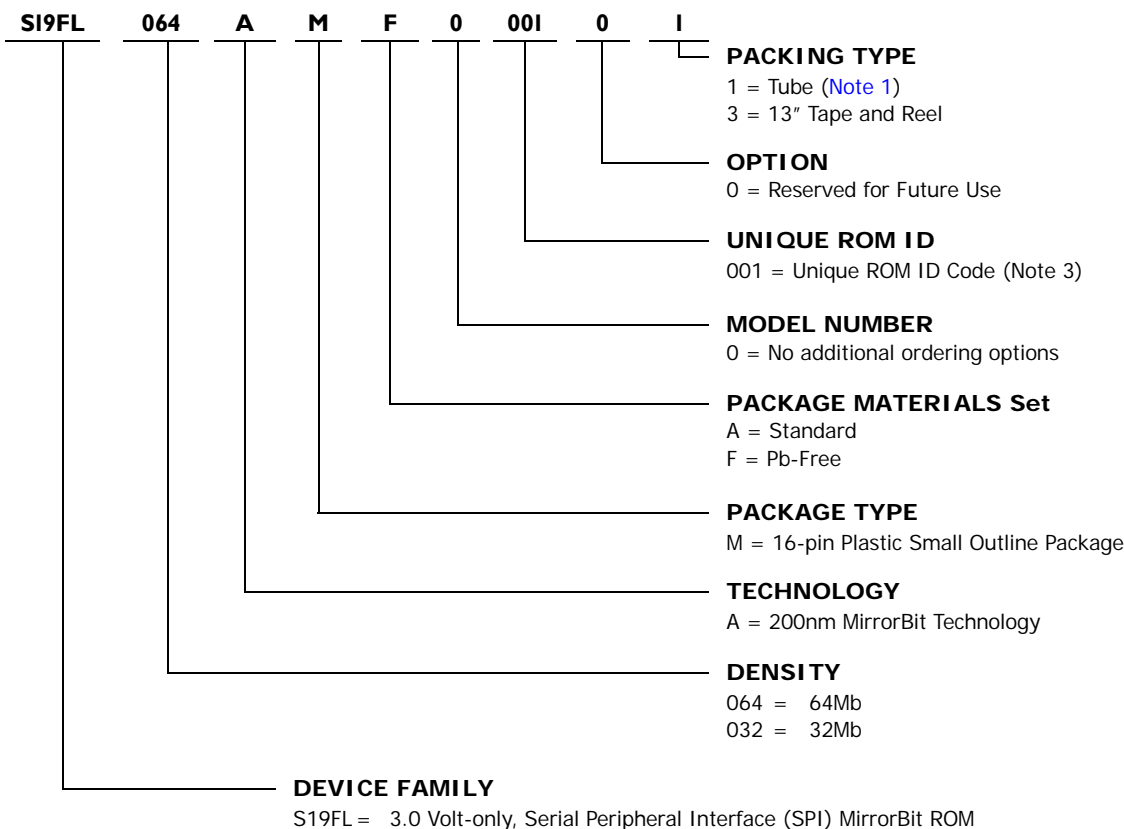 S19FL 064 A M F 0 001 0 1
PACKING TYPE
1 = Tube (Note 1)
3 = 13" Tape and Reel
OPTION
0 = Reserved for Future Use
UNIQUE ROM ID
001 = Unique ROM ID Code (Note 3)
MODEL NUMBER
0 = No additional ordering options
PACKAGE MATERIALS Set
A = Standard
F = Pb-Free
PACKAGE TYPE
M = 16-pin Plastic Small Outline Package
TECHNOLOGY
A = 200nm MirrorBit Technology
DENSITY
064 = 64Mb
032 = 32Mb
DEVICE FAMILY
S19FL = 3.0 Volt-only, Serial Peripheral Interface (SPI) MirrorBit ROM